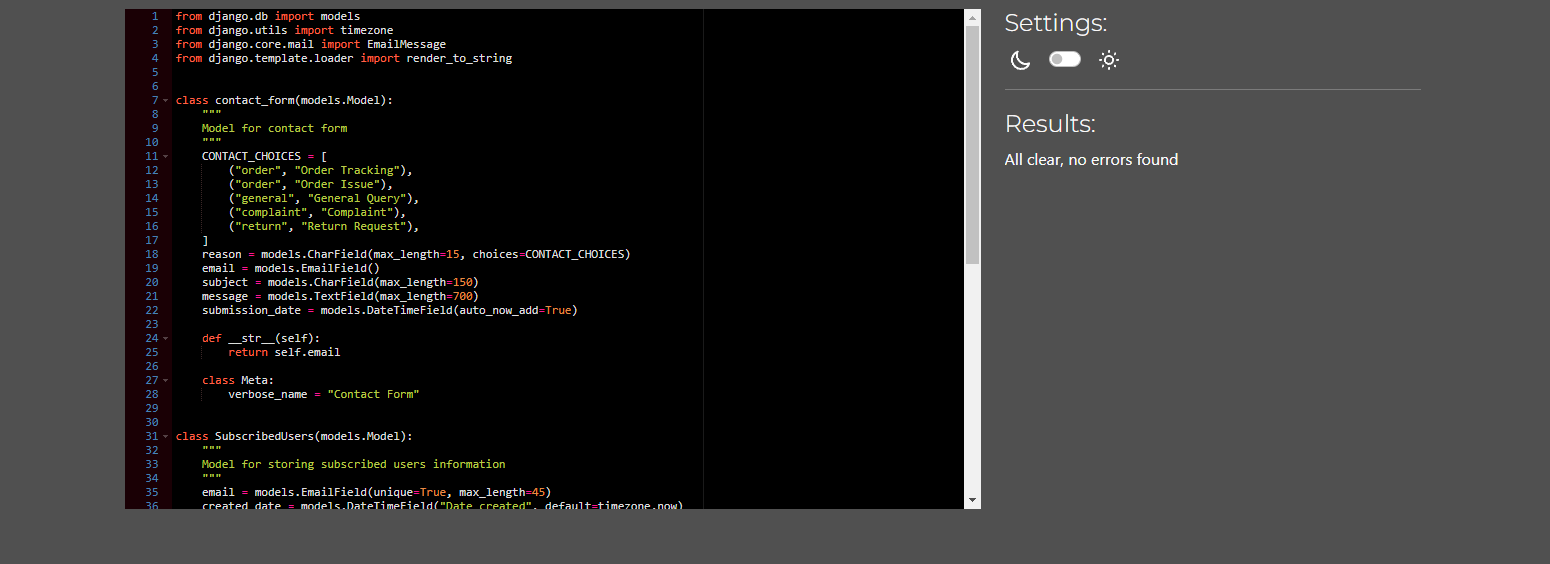 1 from django.db import models
2 from django.utils import timezone
3 from django.core.mail import EmailMessage
4 from django.template.loader import render_to_string
5
6
7 class contact_form(models.Model):
8     """
9     Model for contact form
10     """
11     CONTACT_CHOICES = [
12         ("order", "Order Tracking"),
13         ("order", "Order Issue"),
14         ("general", "General Query"),
15         ("complaint", "Complaint"),
16         ("return", "Return Request"),
17     ]
18     reason = models.CharField(max_length=15, choices=CONTACT_CHOICES)
19     email = models.EmailField()
20     subject = models.CharField(max_length=150)
21     message = models.TextField(max_length=700)
22     submission_date = models.DateTimeField(auto_now_add=True)
23
24     def __str__(self):
25         return self.email
26
27     class Meta:
28         verbose_name = "Contact Form"
29
30
31 class SubscribedUsers(models.Model):
32     """
33     Model for storing subscribed users information
34     """
35     email = models.EmailField(unique=True, max_length=45)
36     created_date = models.DateTimeField("Date created", default=timezone.now)
Settings:
Results:
All clear, no errors found